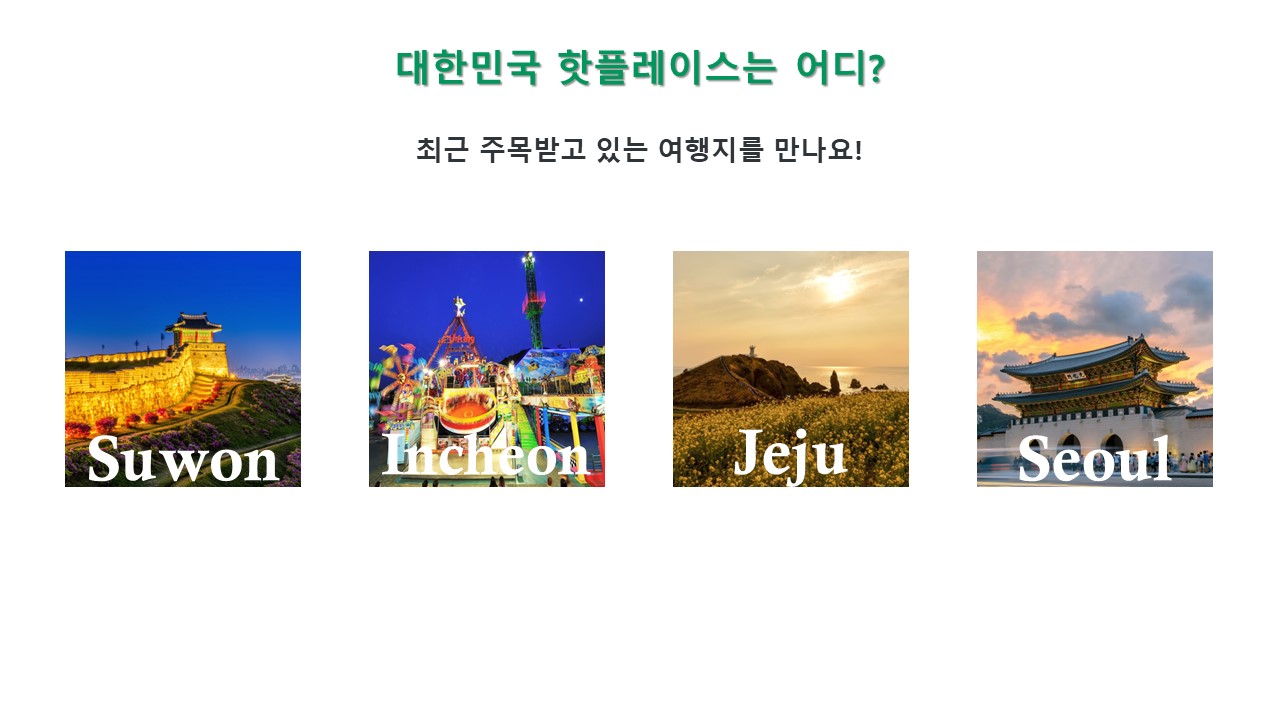 대한민국 핫플레이스는 어디?
최근 주목받고 있는 여행지를 만나요!
Suwon
Incheon
Jeju
Seoul